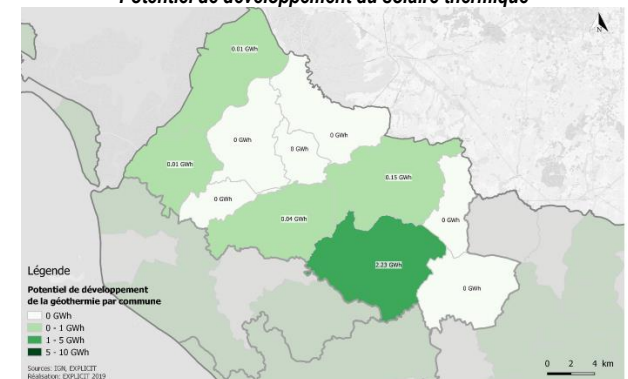 Potentiel de développement du solaire thermique
N
0.01 GWh
0 GWh
0 GWh
0 GWh
0.01 GWh
0.15 GWh
0 GWh
0.04 GWh
0 GWh
2.23 GWh
0 GWh
Légende
Potentiel de développement
de la géothermie par commune
0 GWh
0 - 1 GWh
1 - 5 GWh
5 - 10 GWh
Sources: IGN, EXPLICIT
Réalisation: EXPLICIT 2019
0 2 4 km